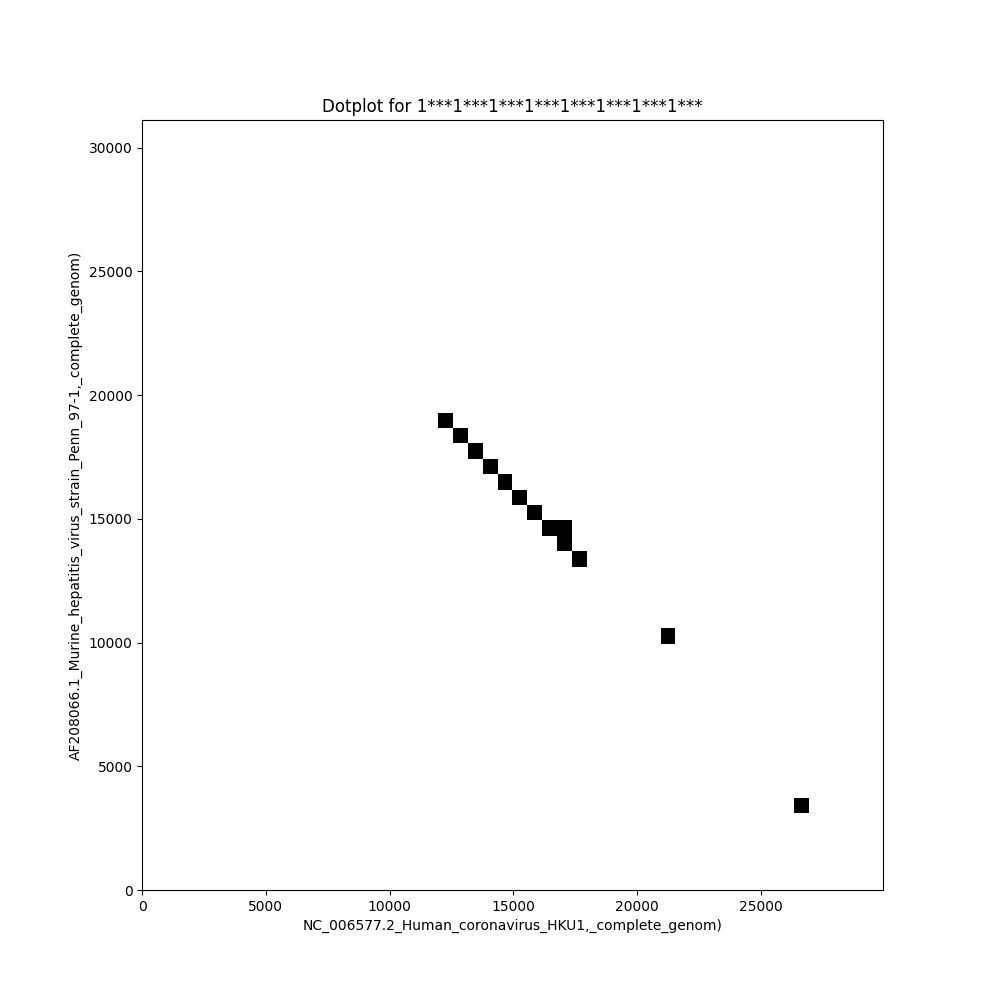 Dotplot for 1***1***1***1***1***1***1***1***
30000
25000
20000
15000
10000
5000
0
AF208066.1_Murine_hepatitis_virus_strain_Penn_97-1,_complete_genom)
0 5000 10000 15000 20000 25000
NC_006577.2_Human_coronavirus_HKU1,_complete_genom)